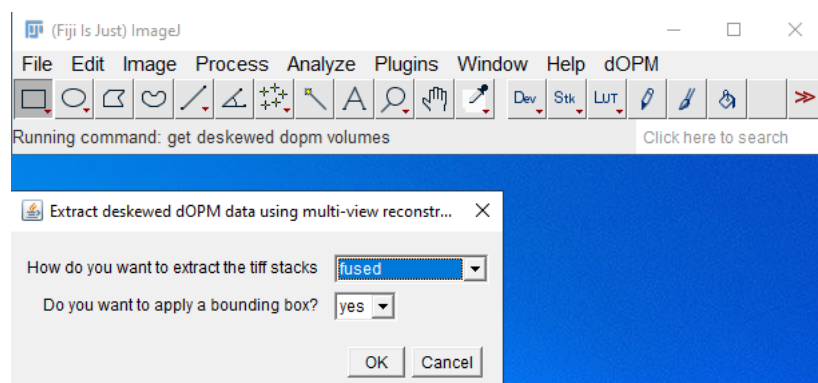 (Fiji Is Just) ImageJ
File Edit Image Process Analyze Plugins Window Help dOPM
A Dev Stk LUT
Running command: get deskewed dopm volumes Click here to search
Extract deskewed dOPM data using multi-view reconstr...
How do you want to extract the tiff stacks fused
Do you want to apply a bounding box? yes
OK Cancel